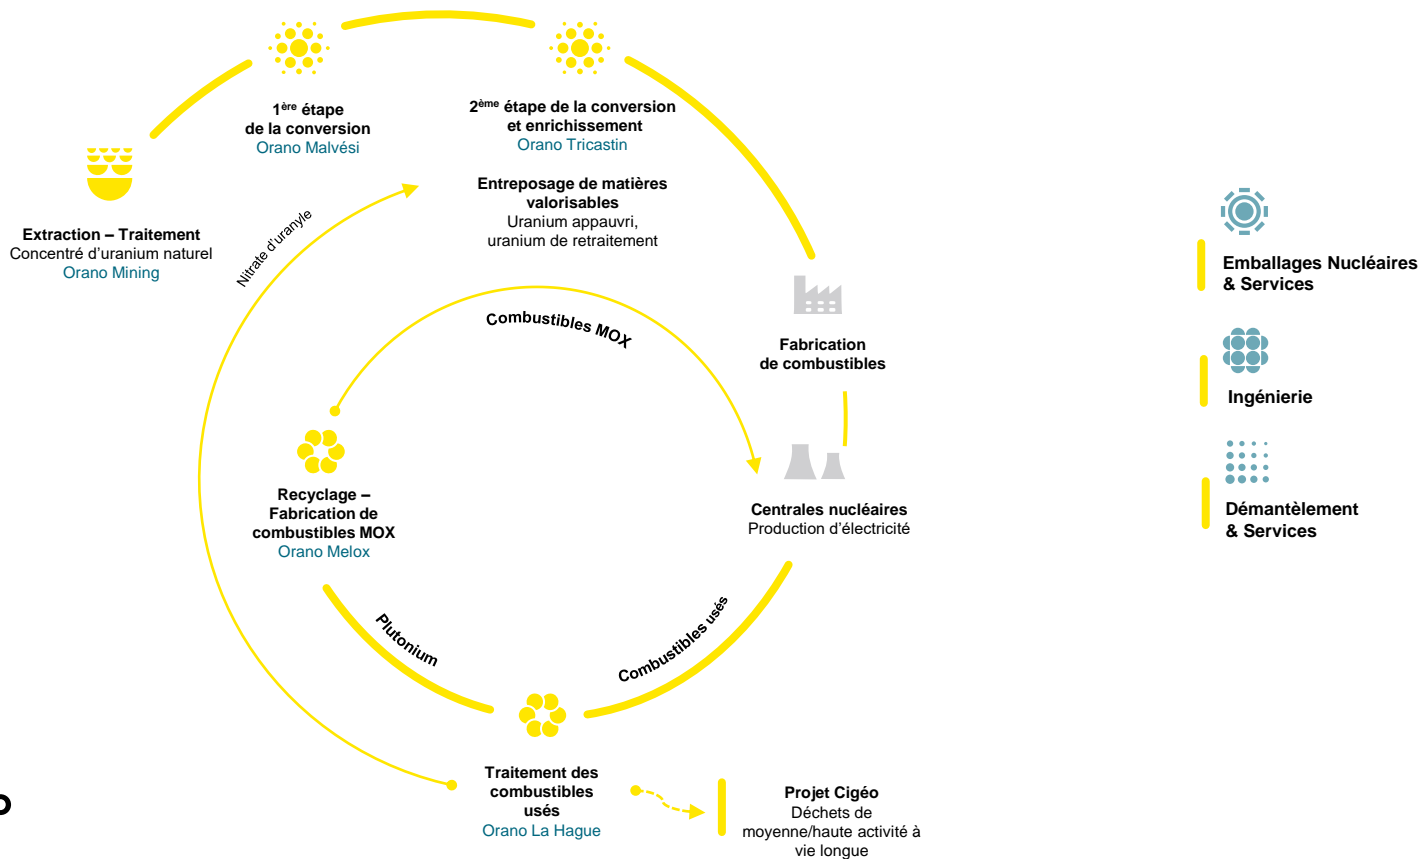 1ère étape
de la conversion
Orano Malvési
2ème étape de la conversion
et enrichissement
Orano Tricastin
Entreposage de matières
valorisables
Uranium appauvri,
uranium de retraitement
Extraction – Traitement
Concentré d'uranium naturel
Orano Mining
Nitrate d'uranyle
Combustibles MOX
Fabrication
de combustibles
Recyclage –
Fabrication de
combustibles MOX
Orano Melox
Centrales nucléaires
Production d'électricité
Plutonium
Combustibles usés
Traitement des
combustibles
usés
Orano La Hague
Projet Cigéo
Déchets de
moyenne/haute activité à
vie longue
Emballages Nucléaires
& Services
Ingénierie
Démantèlement
& Services